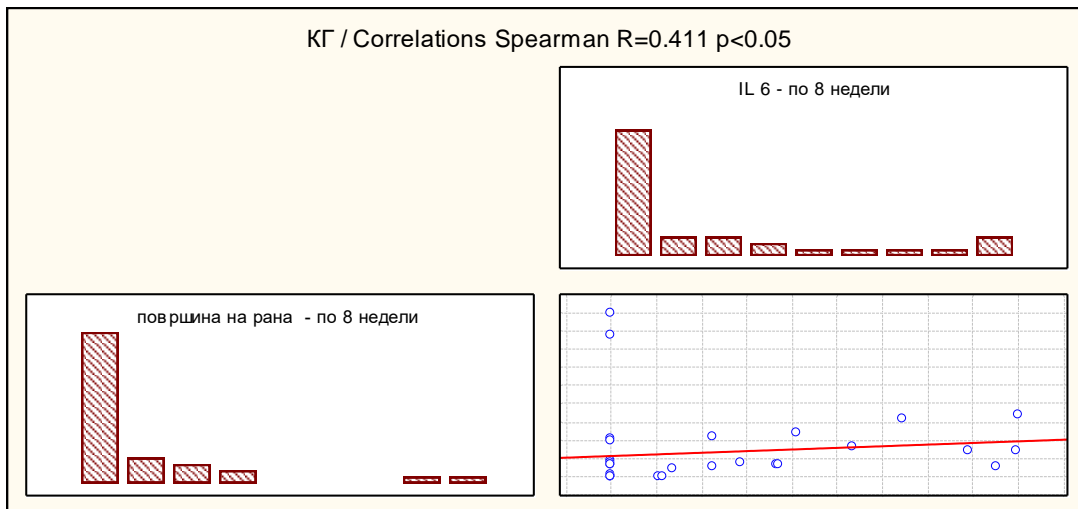 КГ / Correlations Spearman R=0.411 p<0.05
IL 6 - по 8 недели
површина на рана - по 8 недели